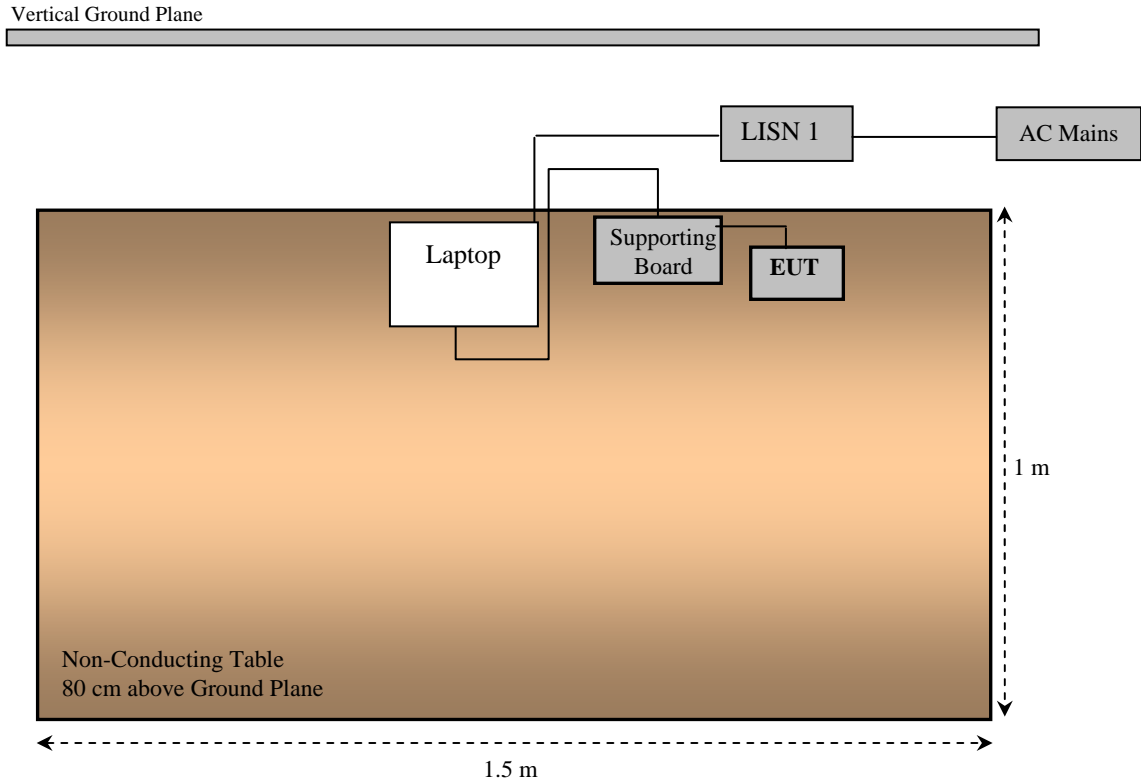 Vertical Ground Plane
LISN 1
AC Mains
Laptop
Supporting
Board
EUT
1 m
Non-Conducting Table
80 cm above Ground Plane
1.5 m